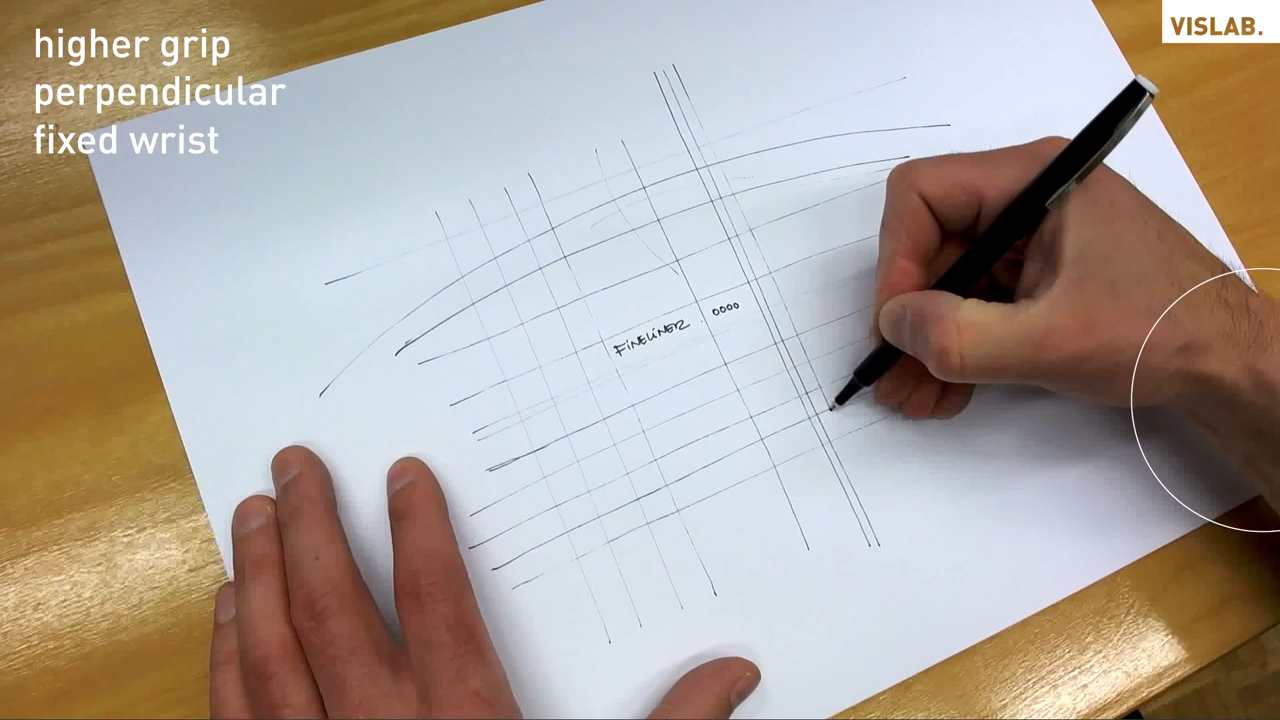 higher grip
perpendicular
fixed wrist
VISLAB.
FINELINER 0000